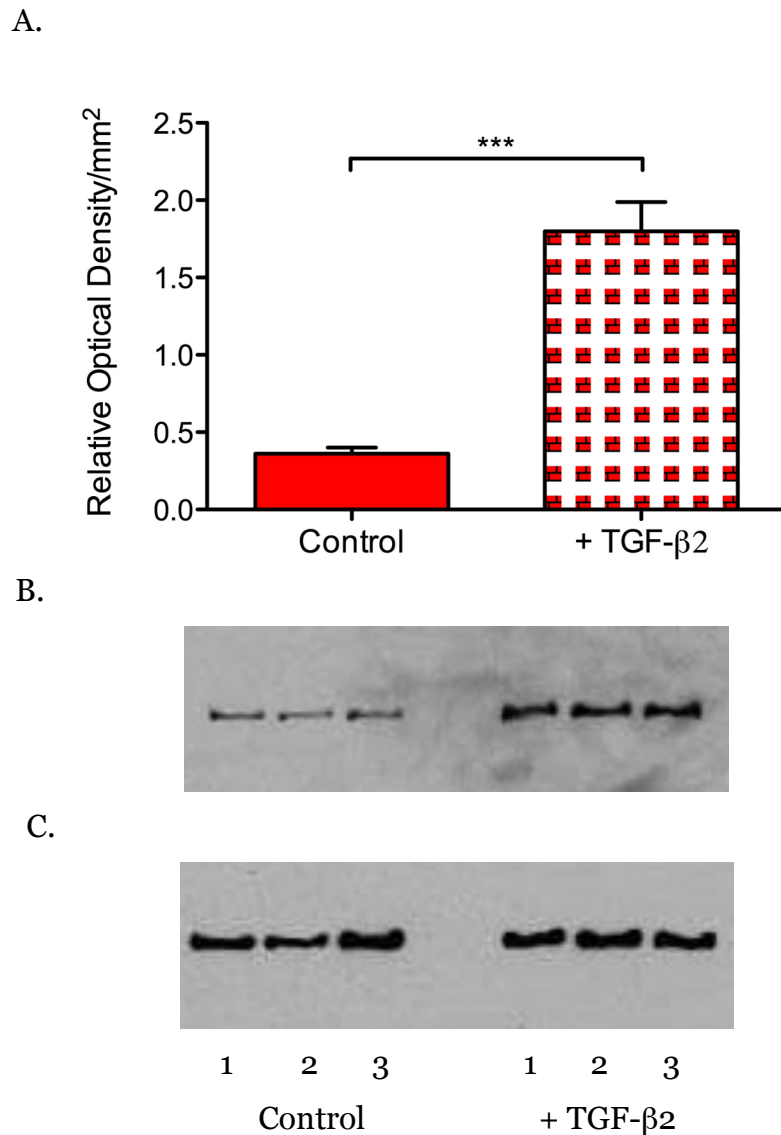 A.
Relative Optical Density/mm²
2.5
2.0
1.5
1.0
0.5
0.0
***
Control + TGF-β2
B.
C.
1 2 3 1 2 3
Control + TGF-β2